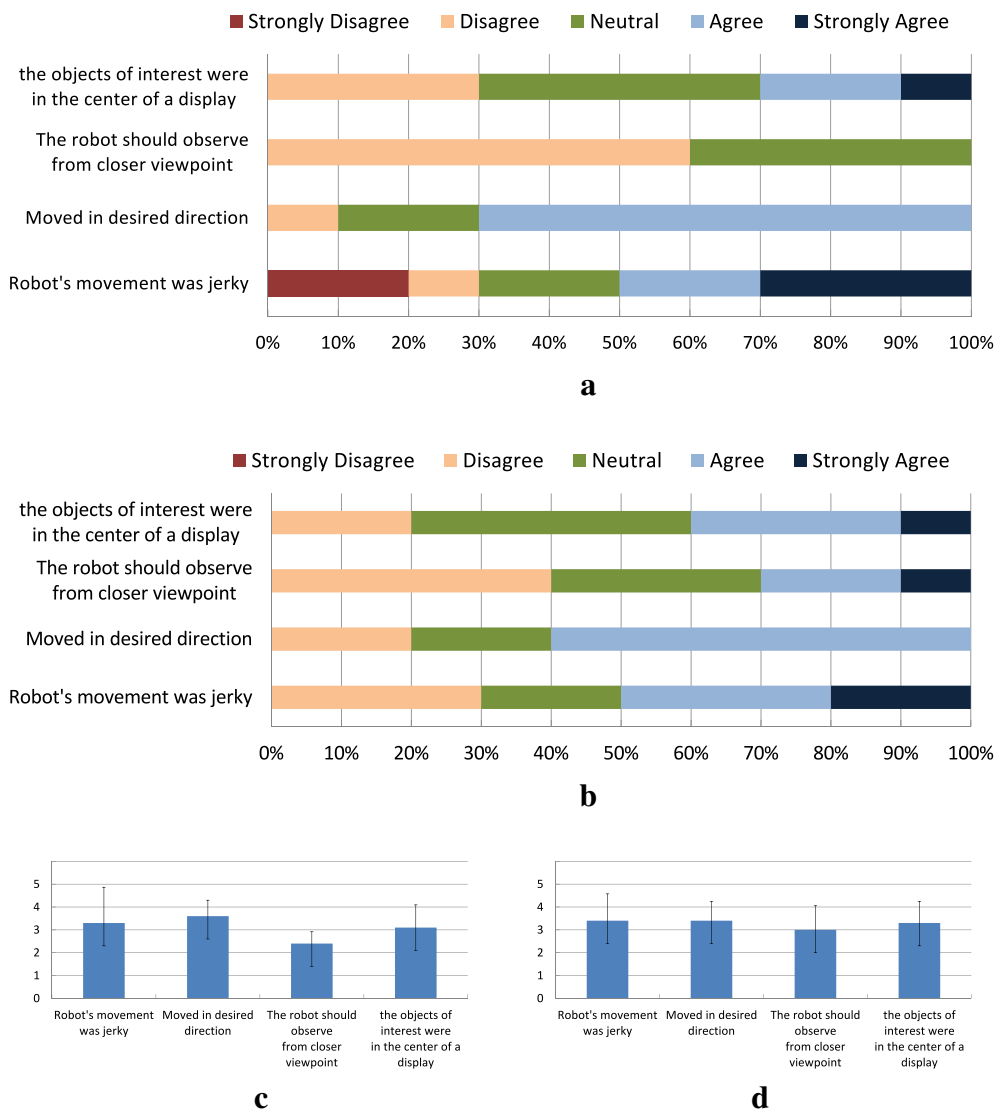 Strongly Disagree Disagree Neutral Agree Strongly Agree
the objects of interest were
in the center of a display
The robot should observe
from closer viewpoint
Moved in desired direction
Robot's movement was jerky
0% 10% 20% 30% 40% 50% 60% 70% 80% 90% 100%
a
Strongly Disagree Disagree Neutral Agree Strongly Agree
the objects of interest were
in the center of a display
The robot should observe
from closer viewpoint
Moved in desired direction
Robot's movement was jerky
0% 10% 20% 30% 40% 50% 60% 70% 80% 90% 100%
b
5
4
3
2
1
0
Robot's movement
was jerky
Moved in desired
direction
The robot should
observe
from closer
viewpoint
the objects of
interest were
in the center of a
display
c
5
4
3
2
1
0
Robot's movement
was jerky
Moved in desired
direction
The robot should
observe
from closer
viewpoint
the objects of
interest were
in the center of a
display
d